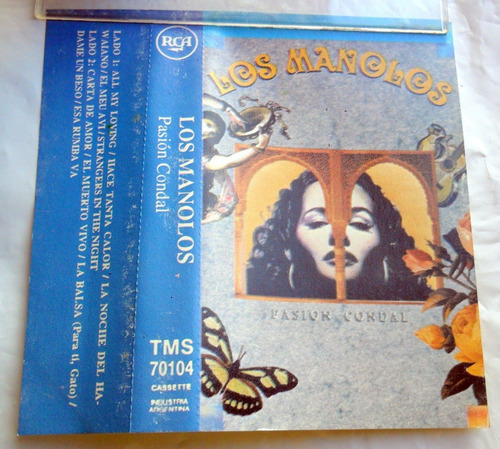 LADO 1: ALL MY LOVING / HACE TANTA CALOR / LA NOCHE DEL HA-
WAIANO / EL MEU AVI / STRANGERS IN THE NIGHT
LADO 2: CARTA DE AMOR / EL MUERTO VIVO / LA BALSA (Para ti, Gato) /
DAME UN BESO / ESA RUMBA VA
RCA
LOS MANOLOS
Pasión Condal
TMS
70104
CASSETTE
INDUSTRIA
ARGENTINA
LOS MANOLOS
PASION CONDAL